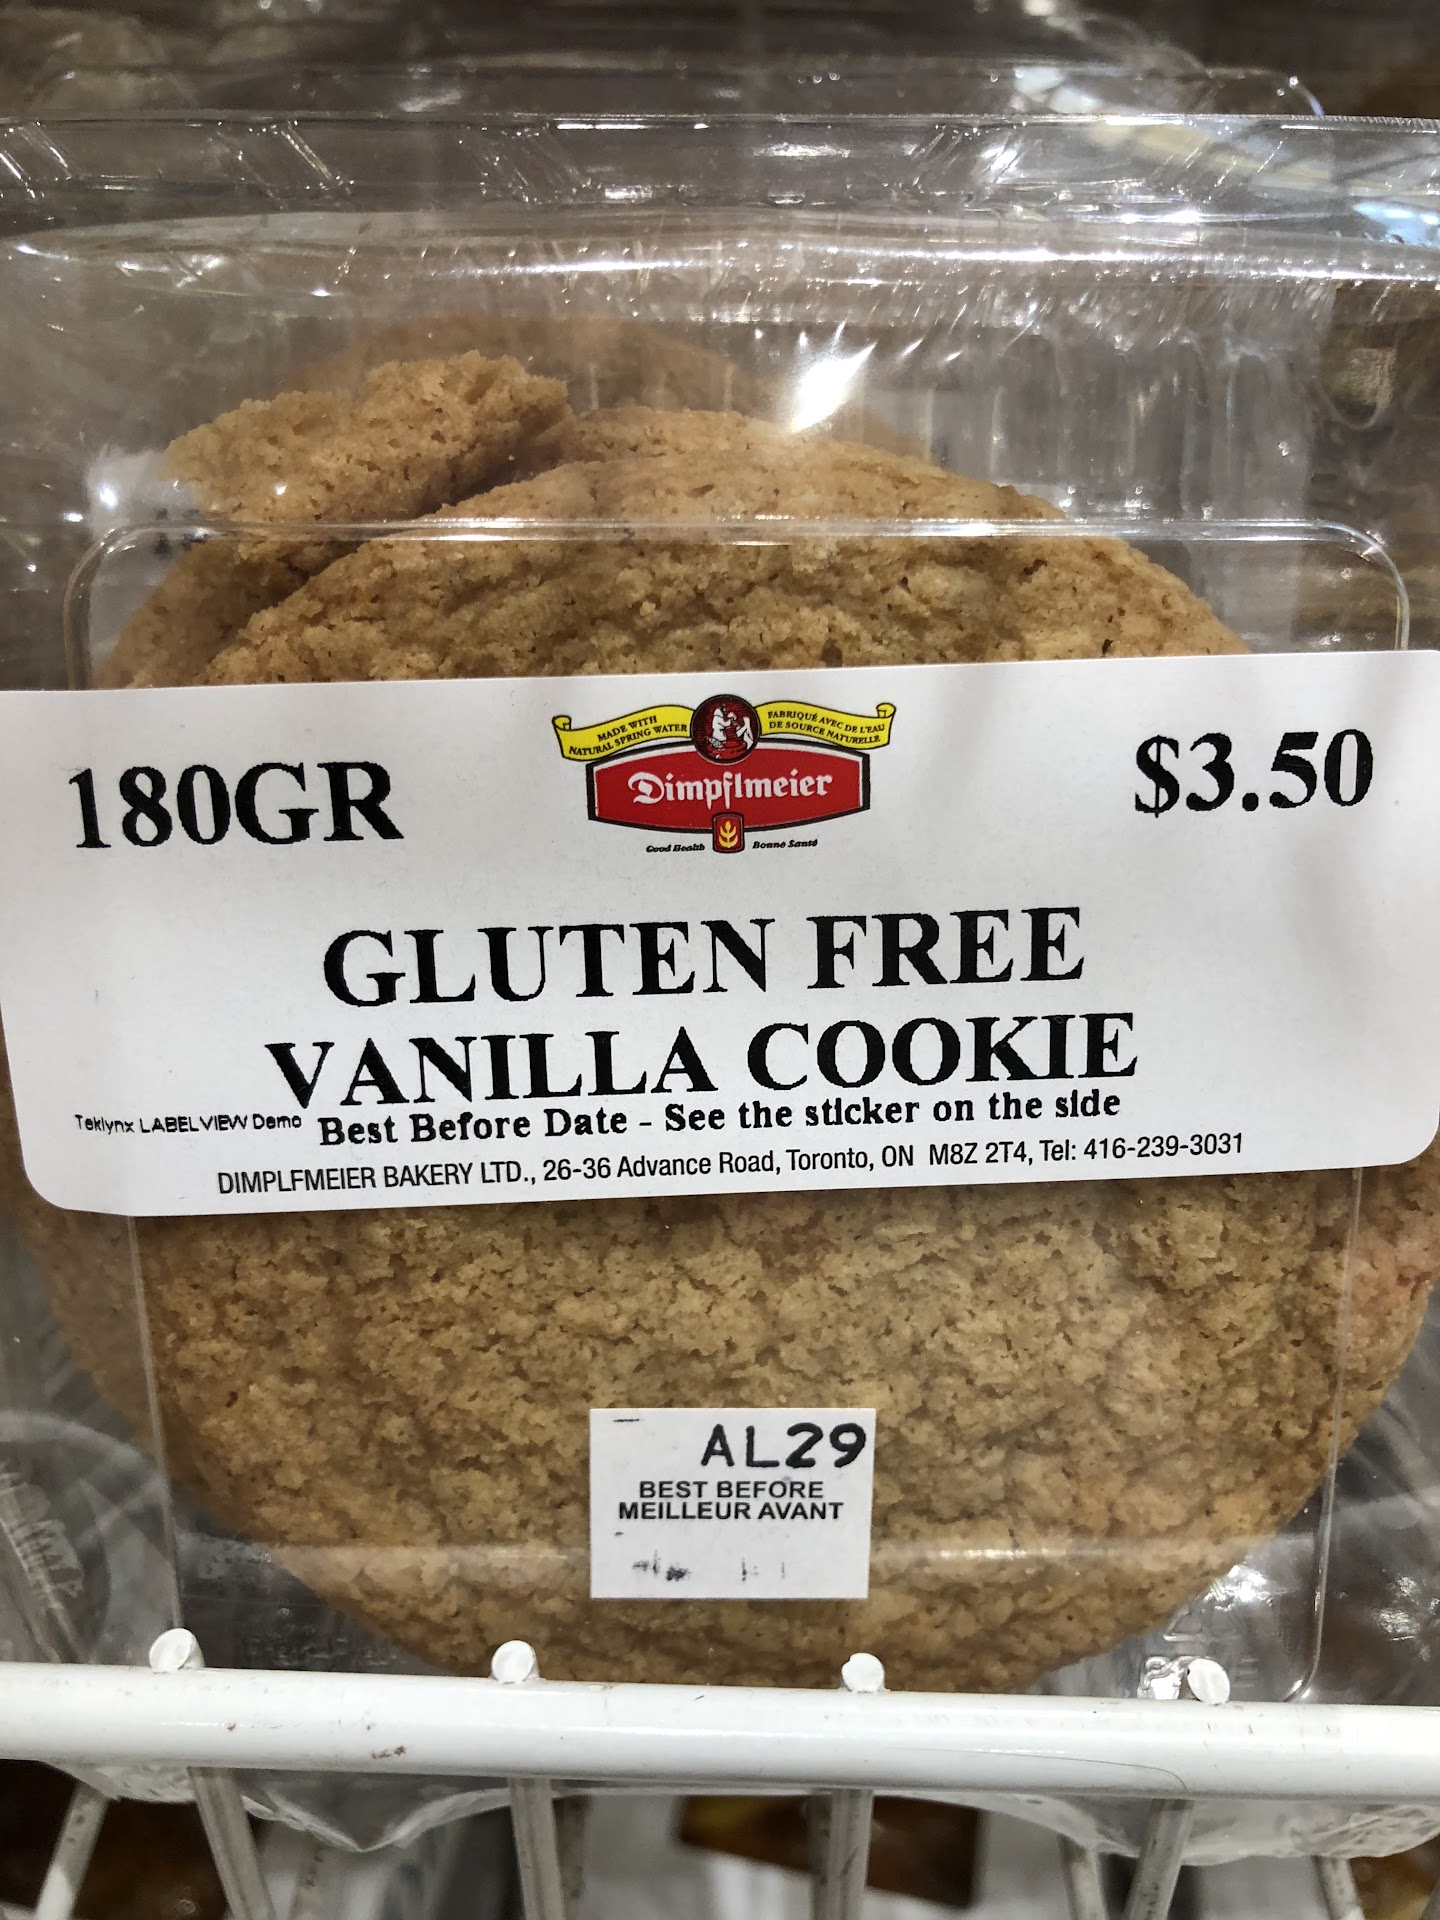 MADE WITH
NATURAL SPRING WATER
FABRIQUÉ AVEC DE L'EAU
DE SOURCE NATURELLE
Dimpflmeier
Good Health Bonne Santé
180GR
$3.50
GLUTEN FREE
VANILLA COOKIE
Teklynx LABELVIEW Demo
Best Before Date - See the sticker on the side
DIMPLFMEIER BAKERY LTD., 26-36 Advance Road, Toronto, ON M8Z 2T4, Tel: 416-239-3031
AL29
BEST BEFORE
MEILLEUR AVANT